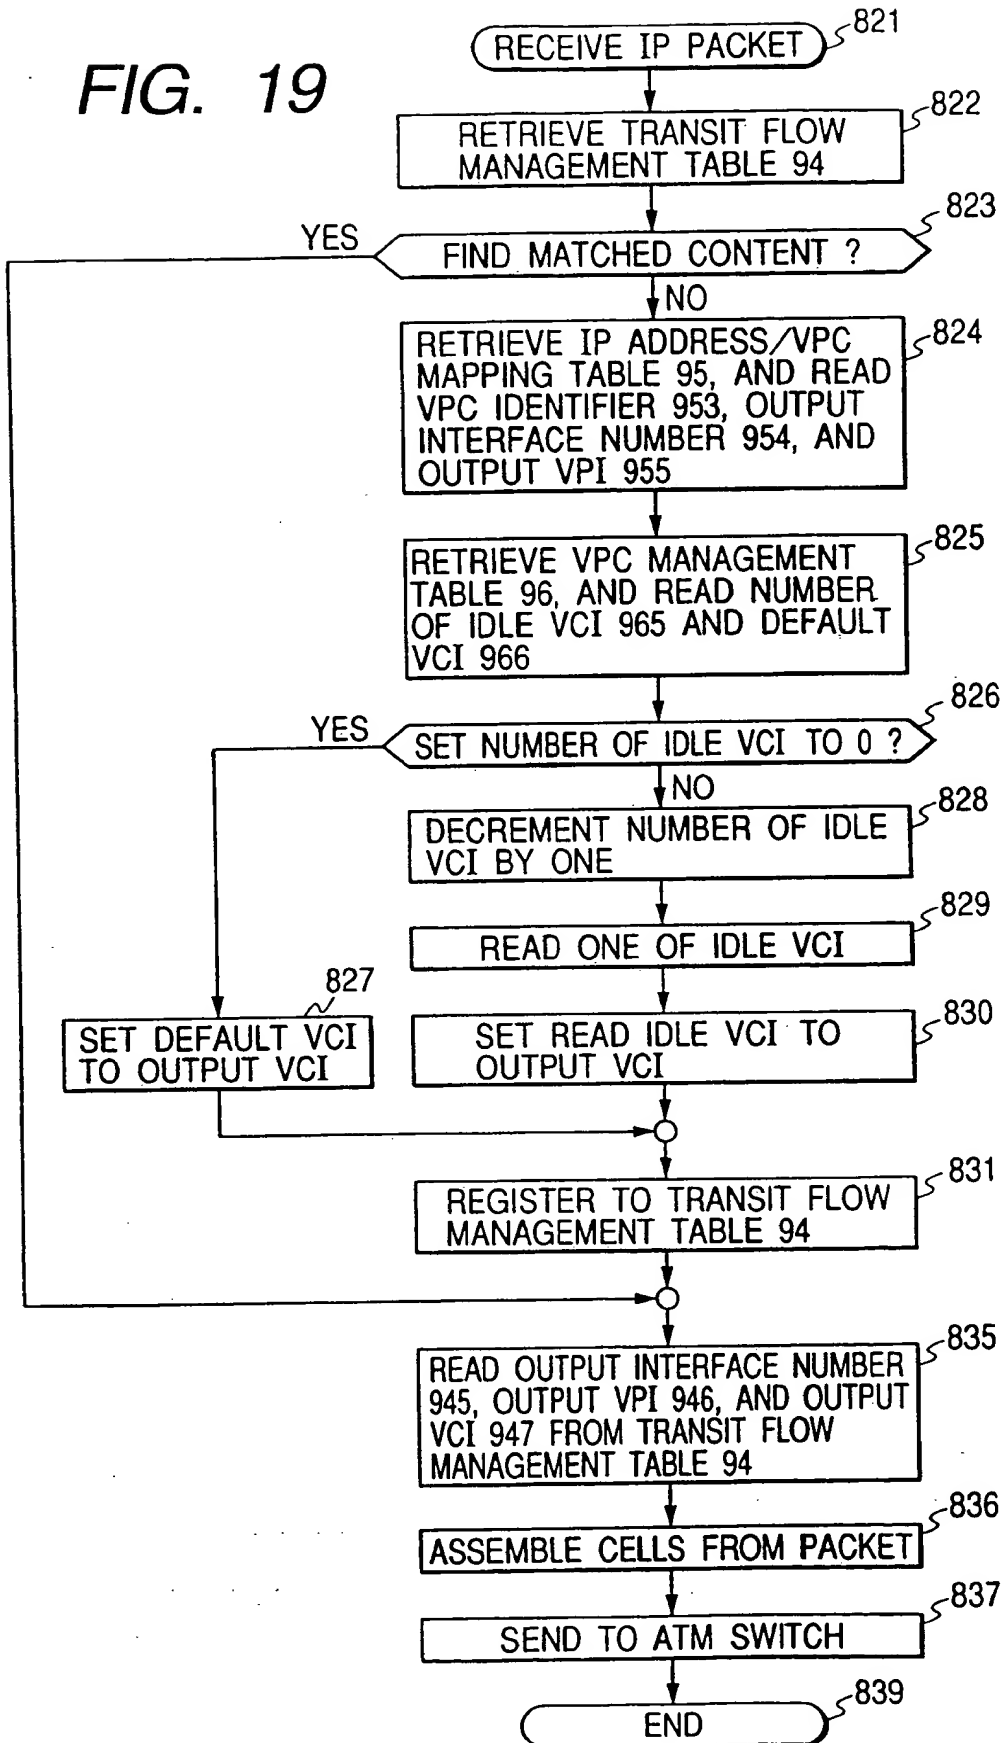 FIG. 19
RECEIVE IP PACKET
821
RETRIEVE TRANSIT FLOW
MANAGEMENT TABLE 94
822
FIND MATCHED CONTENT ?
823
YES
NO
RETRIEVE IP ADDRESS/VPC
MAPPING TABLE 95, AND READ
VPC IDENTIFIER 953, OUTPUT
INTERFACE NUMBER 954, AND
OUTPUT VPI 955
824
RETRIEVE VPC MANAGEMENT
TABLE 96, AND READ NUMBER
OF IDLE VCI 965 AND DEFAULT
VCI 966
825
SET NUMBER OF IDLE VCI TO 0 ?
826
YES
NO
DECREMENT NUMBER OF IDLE
VCI BY ONE
828
READ ONE OF IDLE VCI
829
SET DEFAULT VCI
TO OUTPUT VCI
827
SET READ IDLE VCI TO
OUTPUT VCI
830
REGISTER TO TRANSIT FLOW
MANAGEMENT TABLE 94
831
READ OUTPUT INTERFACE NUMBER
945, OUTPUT VPI 946, AND OUTPUT
VCI 947 FROM TRANSIT FLOW
MANAGEMENT TABLE 94
835
ASSEMBLE CELLS FROM PACKET
836
SEND TO ATM SWITCH
837
END
839